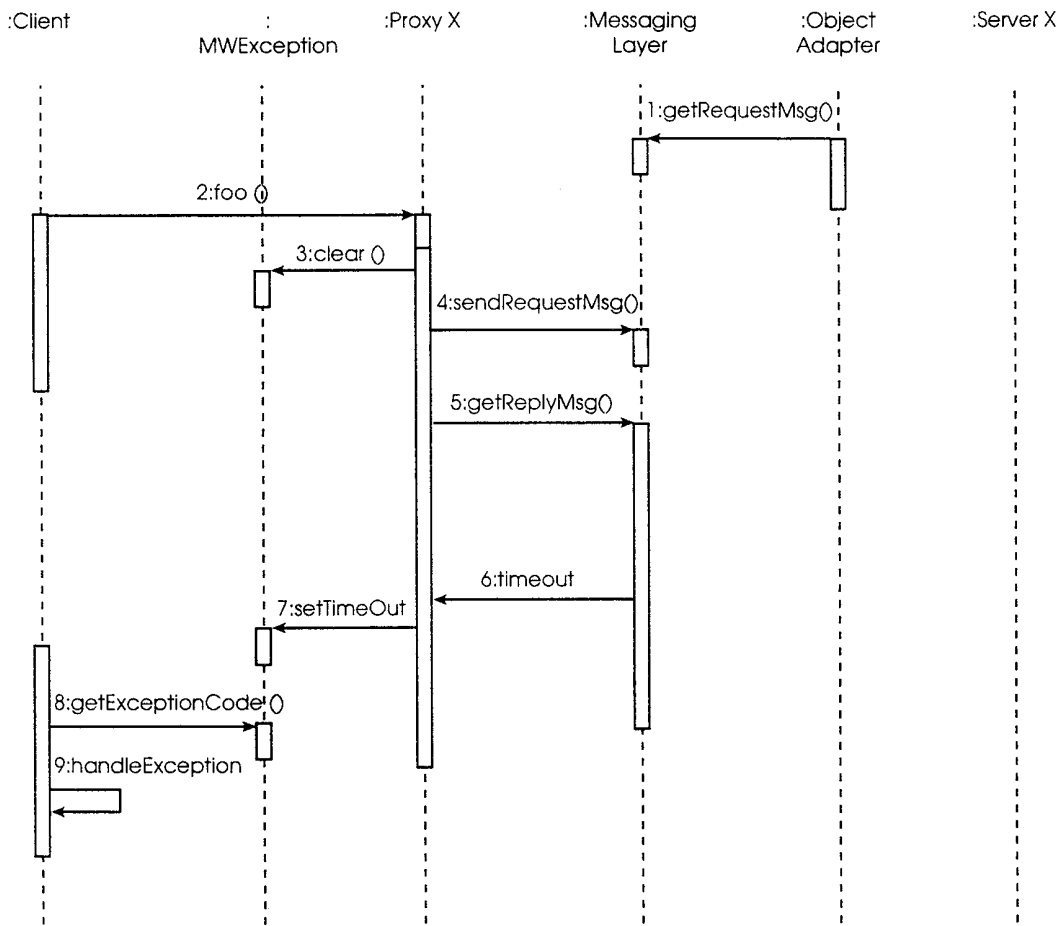 :Client
:
MWException
:Proxy X
:Messaging
Layer
:Object
Adapter
:Server X
1:getRequestMsg()
2:foo ()
3:clear ()
4:sendRequestMsg()
5:getReplyMsg()
6:timeout
7:setTimeOut
8:getExceptionCode ()
9:handleException